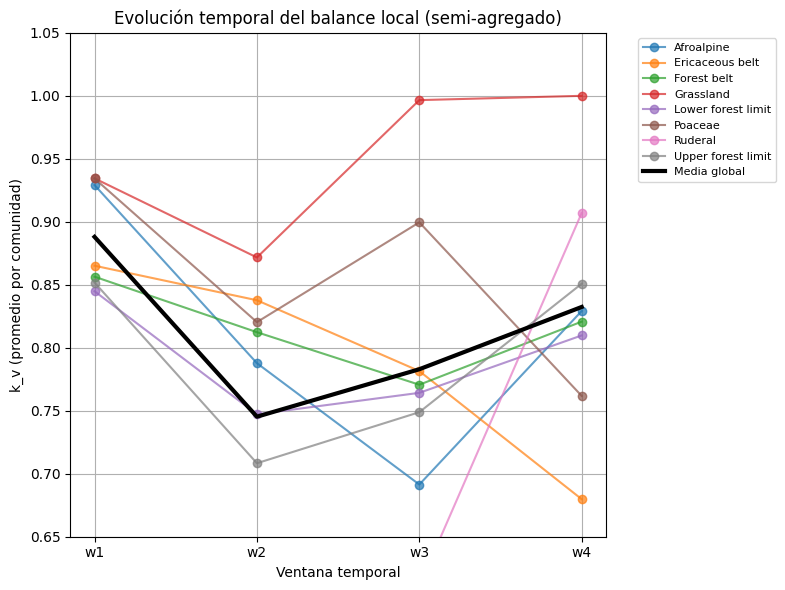 Evolución temporal del balance local (semi-agregado)
k_v (promedio por comunidad)
1.05
1.00
0.95
0.90
0.85
0.80
0.75
0.70
0.65
w1
w2
w3
w4
Ventana temporal
Afroalpine
Ericaceous belt
Forest belt
Grassland
Lower forest limit
Poaceae
Ruderal
Upper forest limit
Media global